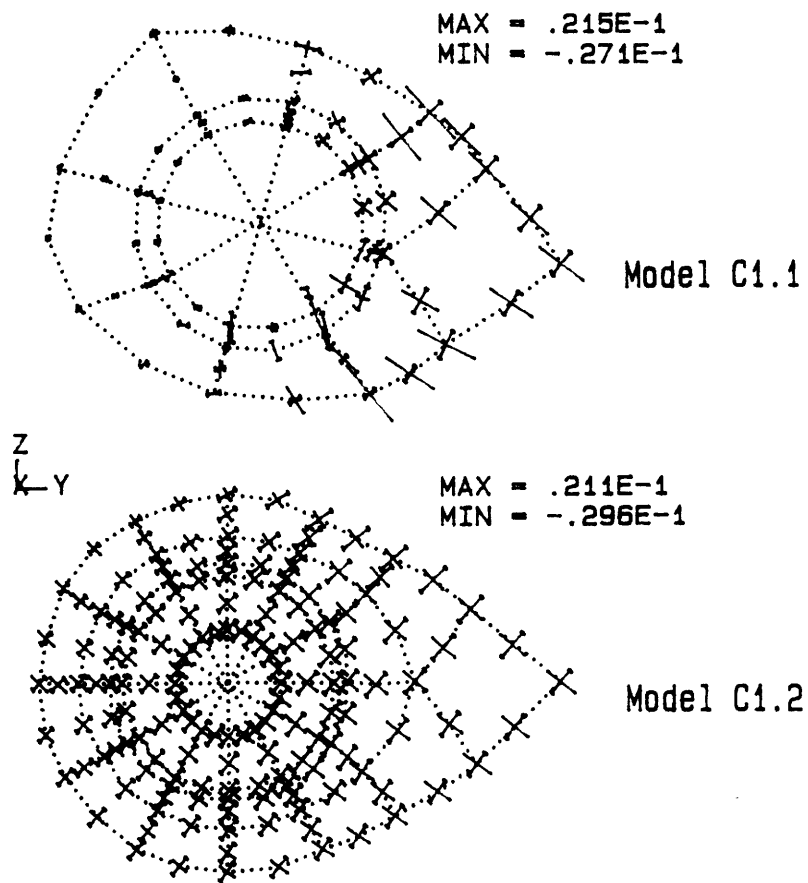 MAX = .215E-1
MIN = -.271E-1
Model C1.1
Z
X Y
MAX = .211E-1
MIN = -.296E-1
Model C1.2